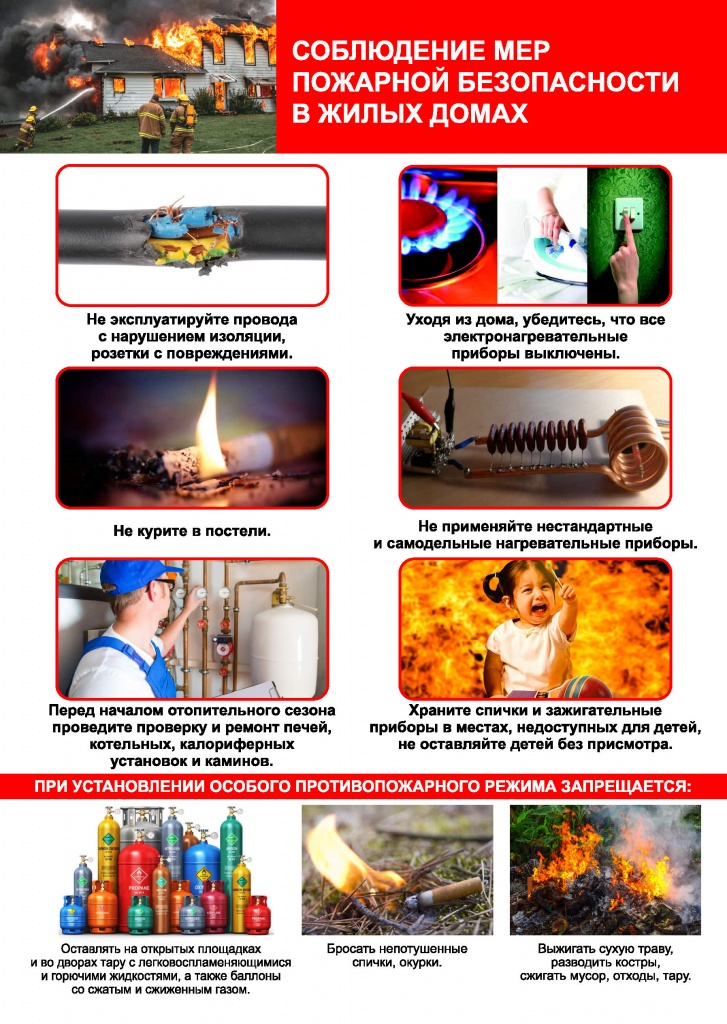 СОБЛЮДЕНИЕ МЕР
ПОЖАРНОЙ БЕЗОПАСНОСТИ
В ЖИЛЫХ ДОМАХ
Не эксплуатируйте провода
с нарушением изоляции,
розетки с повреждениями.
Уходя из дома, убедитесь, что все
электронагревательные
приборы выключены.
Не курите в постели.
Не применяйте нестандартные
и самодельные нагревательные приборы.
Перед началом отопительного сезона
проведите проверку и ремонт печей,
котельных, калориферных
установок и каминов.
Храните спички и зажигательные
приборы в местах, недоступных для детей,
не оставляйте детей без присмотра.
ПРИ УСТАНОВЛЕНИИ ОСОБОГО ПРОТИВОПОЖАРНОГО РЕЖИМА ЗАПРЕЩАЕТСЯ:
PROPANE
Оставлять на открытых площадках
и во дворах тару с легковоспламеняющимися
и горючими жидкостями, а также баллоны
со сжатым и сжиженным газом.
Бросать непотушенные
спички, окурки.
Выжигать сухую траву,
разводить костры,
сжигать мусор, отходы, тару.